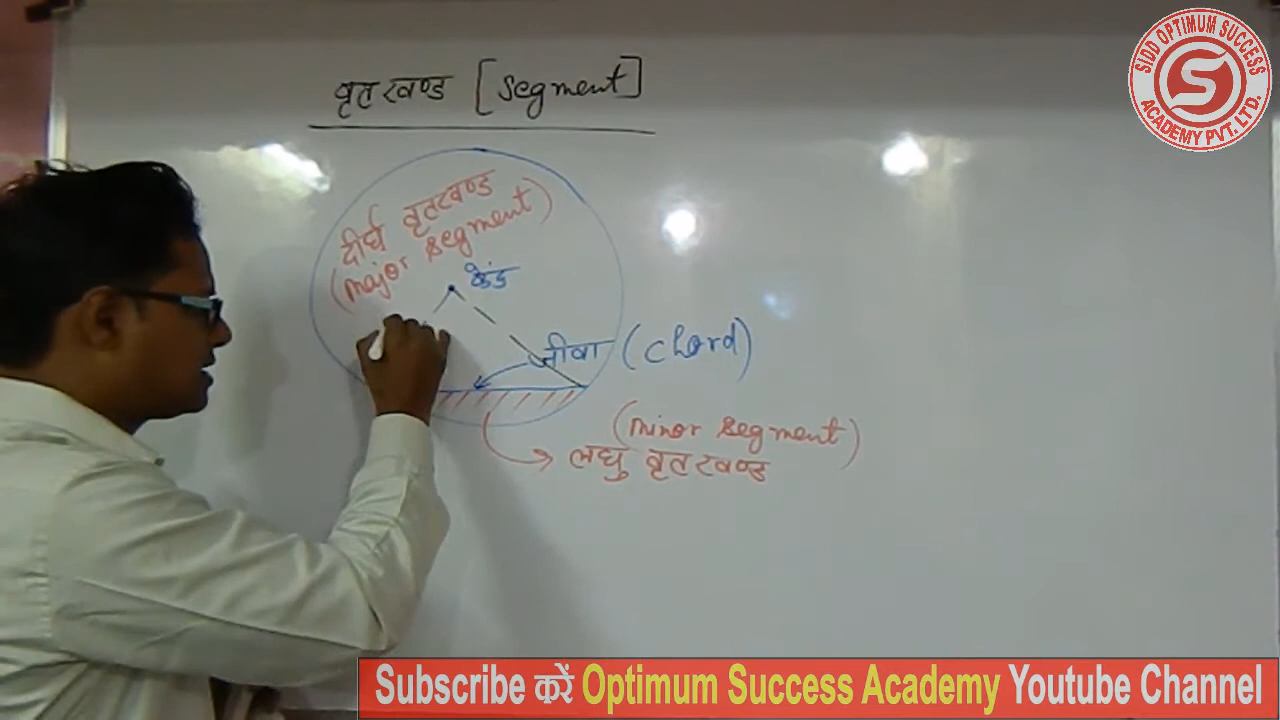 वृतखण्ड [Segment]
दीर्घ वृतखण्ड
(major segment)
केंद्र
जीवा (Chord)
(minor segment)
लघु वृतखण्ड
SIDD OPTIMUM SUCCESS
S
ACADEMY PVT. LTD.
Subscribe करें Optimum Success Academy Youtube Channel